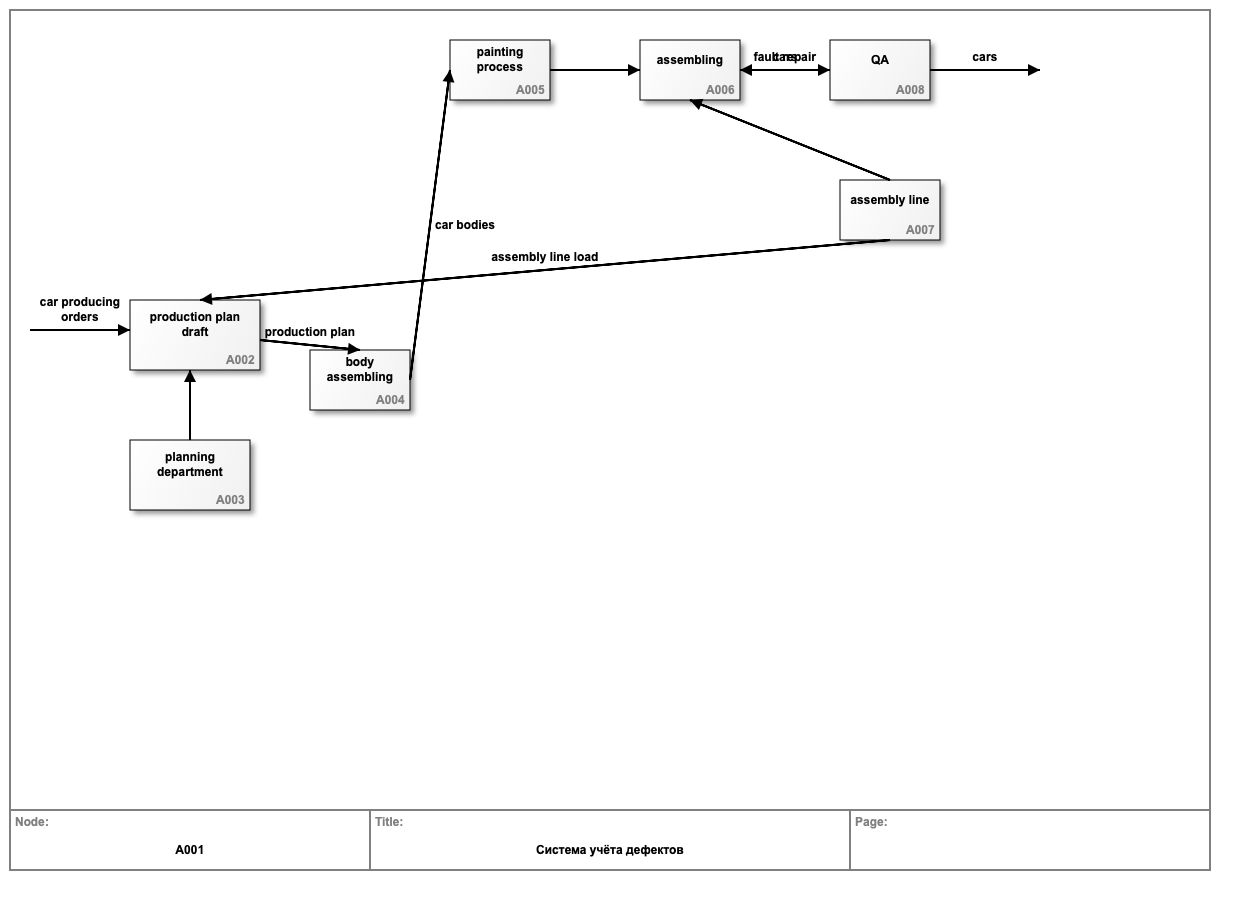 painting
process
A005
assembling
A006
fault repair
cars
QA
A008
cars
assembly line
A007
car bodies
assembly line load
car producing
orders
production plan
draft
A002
production plan
body
assembling
A004
planning
department
A003
Node:
A001
Title:
Система учёта дефектов
Page: